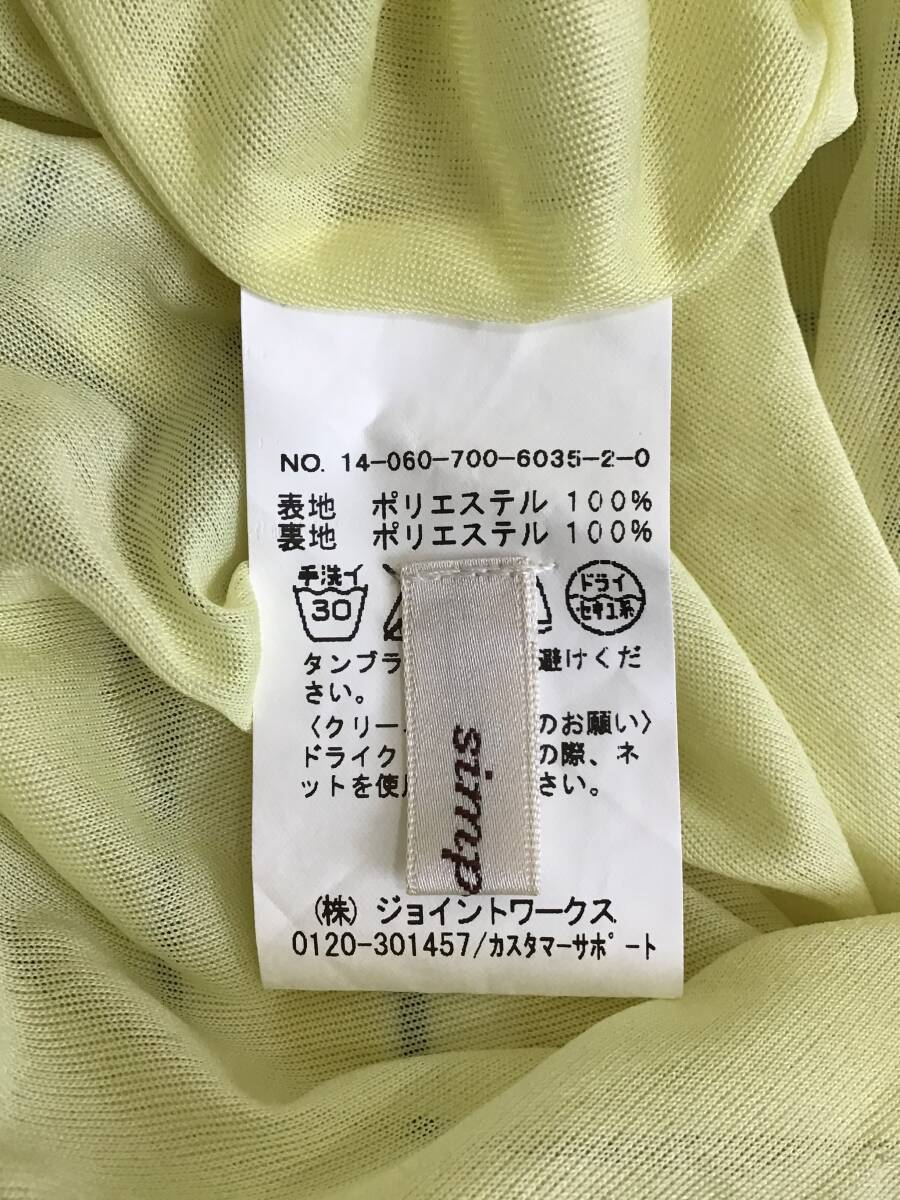 NO. 14-060-700-6035-2-0
表地 ポリエステル 100%
裏地 ポリエステル 100%
手洗イ
30
ドライ
セキユ系
タンブラ 避けくだ
さい。
〈クリー のお願い〉
ドライク の際、ネ
ットを使 さい。
simp
(株) ジョイントワークス
0120-301457/カスタマーサポート